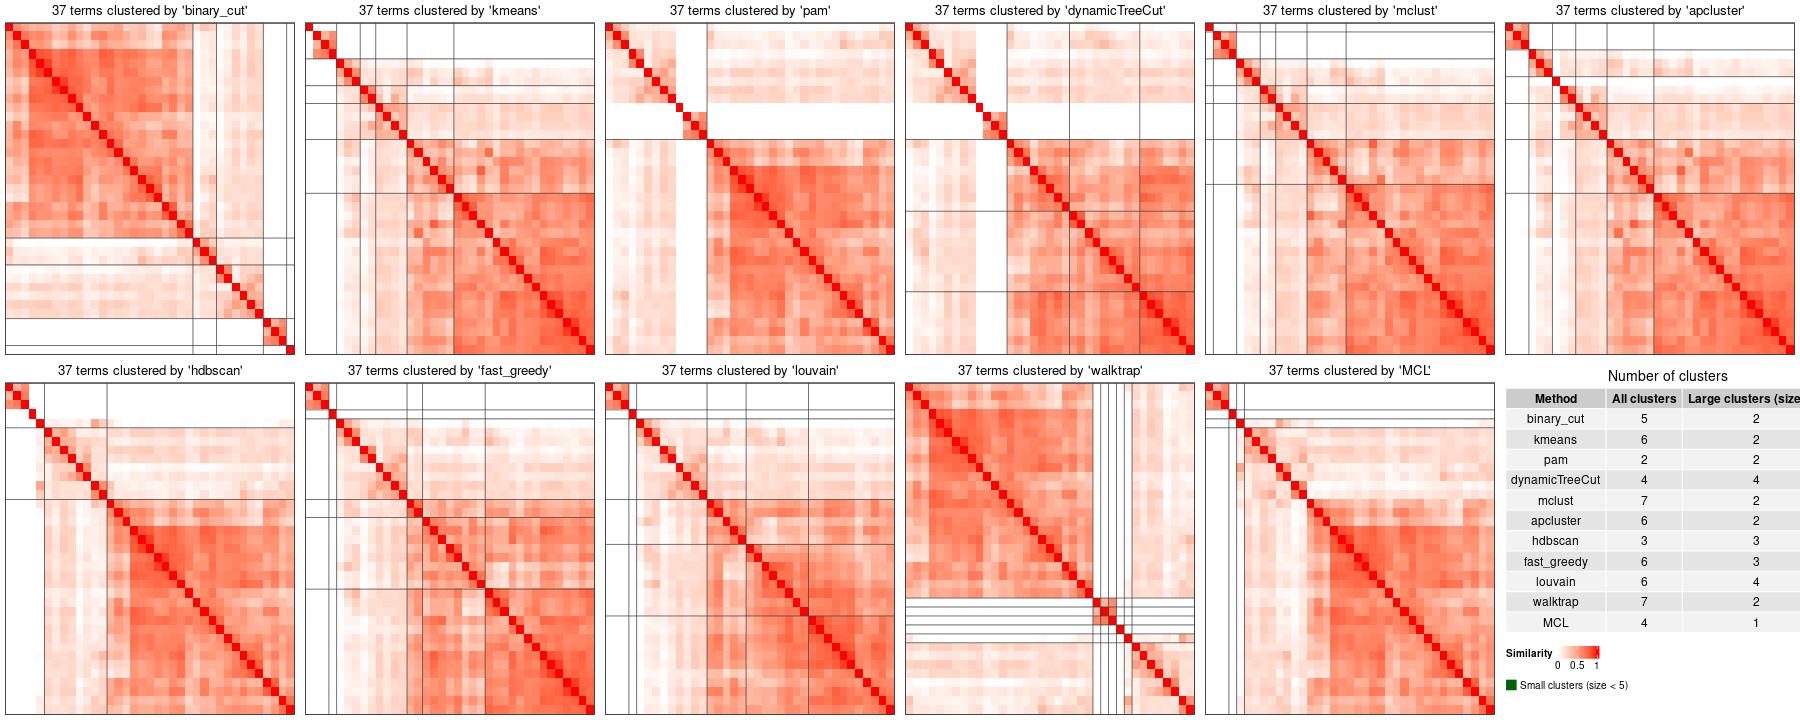 37 terms clustered by 'binary_cut'
37 terms clustered by 'kmeans'
37 terms clustered by 'pam'
37 terms clustered by 'dynamicTreeCut'
37 terms clustered by 'mclust'
37 terms clustered by 'apcluster'
37 terms clustered by 'hdbscan'
37 terms clustered by 'fast_greedy'
37 terms clustered by 'louvain'
37 terms clustered by 'walktrap'
37 terms clustered by 'MCL'
Number of clusters
Method All clusters Large clusters (size
binary_cut 5 2
kmeans 6 2
pam 2 2
dynamicTreeCut 4 4
mclust 7 2
apcluster 6 2
hdbscan 3 3
fast_greedy 6 3
louvain 6 4
walktrap 7 2
MCL 4 1
Similarity
0 0.5 1
Small clusters (size < 5)